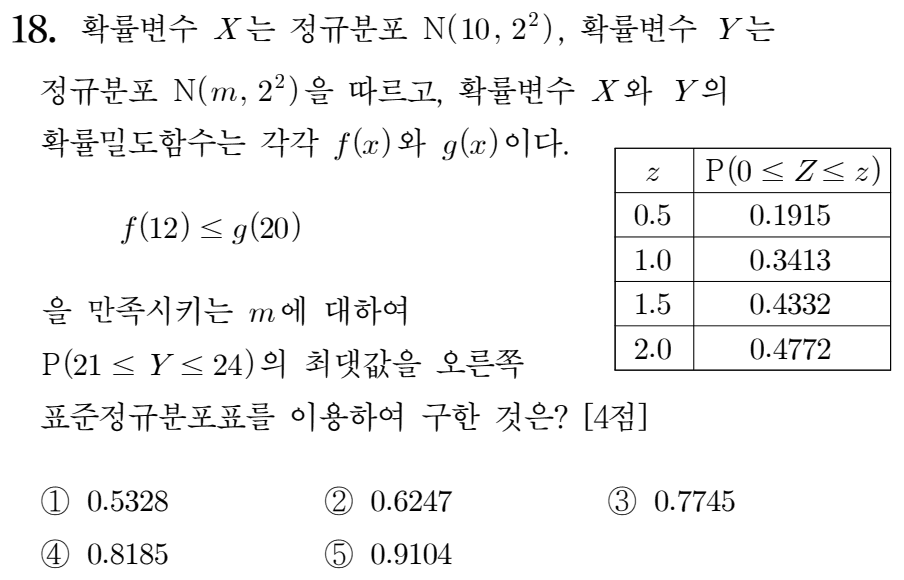 18. 확률변수 X는 정규분포 N(10, 2²), 확률변수 Y는
정규분포 N(m, 2²)을 따르고, 확률변수 X와 Y의
확률밀도함수는 각각 f(x)와 g(x)이다.
f(12) ≤ g(20)
을 만족시키는 m에 대하여
P(21 ≤ Y ≤ 24)의 최댓값을 오른쪽
표준정규분포표를 이용하여 구한 것은? [4점]
z P(0 ≤ Z ≤ z)
0.5 0.1915
1.0 0.3413
1.5 0.4332
2.0 0.4772
① 0.5328 ② 0.6247 ③ 0.7745
④ 0.8185 ⑤ 0.9104